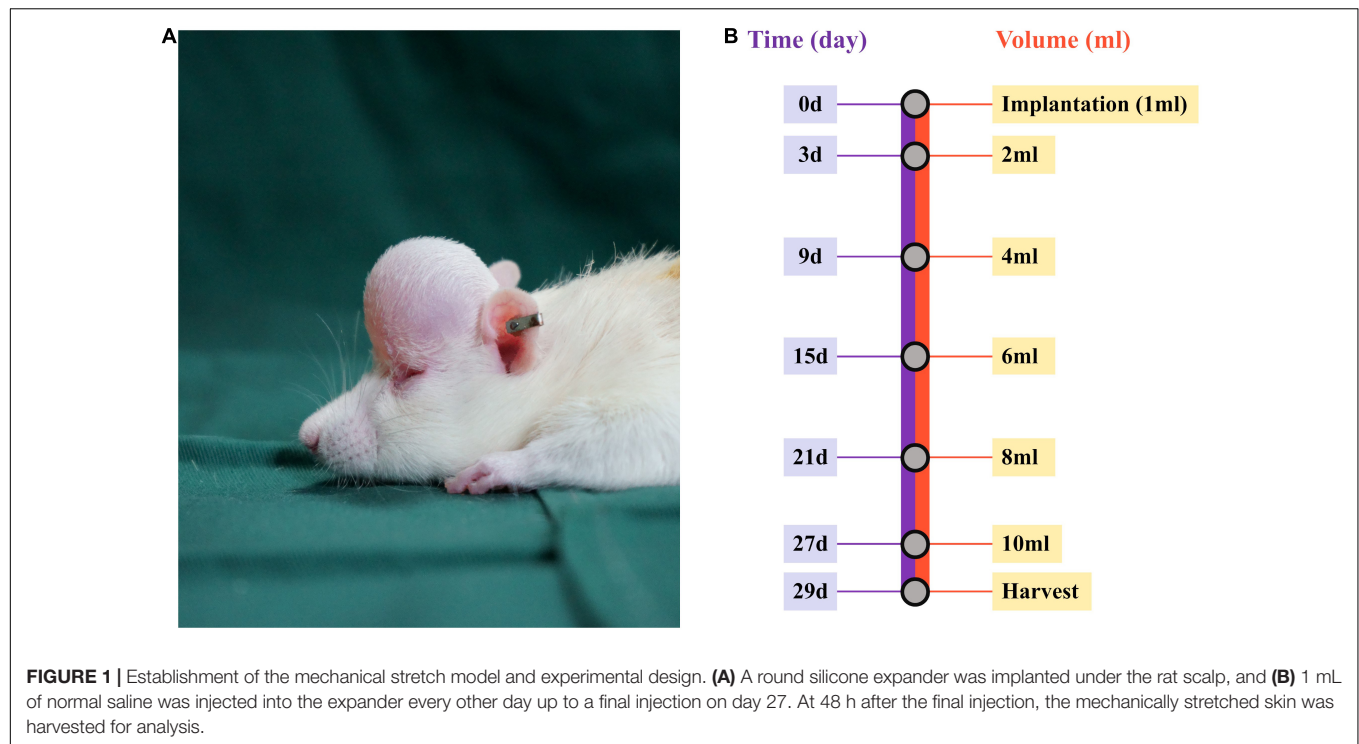 A
B Time (day) Volume (ml)
0d Implantation (1ml)
3d 2ml
9d 4ml
15d 6ml
21d 8ml
27d 10ml
29d Harvest
FIGURE 1 | Establishment of the mechanical stretch model and experimental design. (A) A round silicone expander was implanted under the rat scalp, and (B) 1 mL
of normal saline was injected into the expander every other day up to a final injection on day 27. At 48 h after the final injection, the mechanically stretched skin was
harvested for analysis.